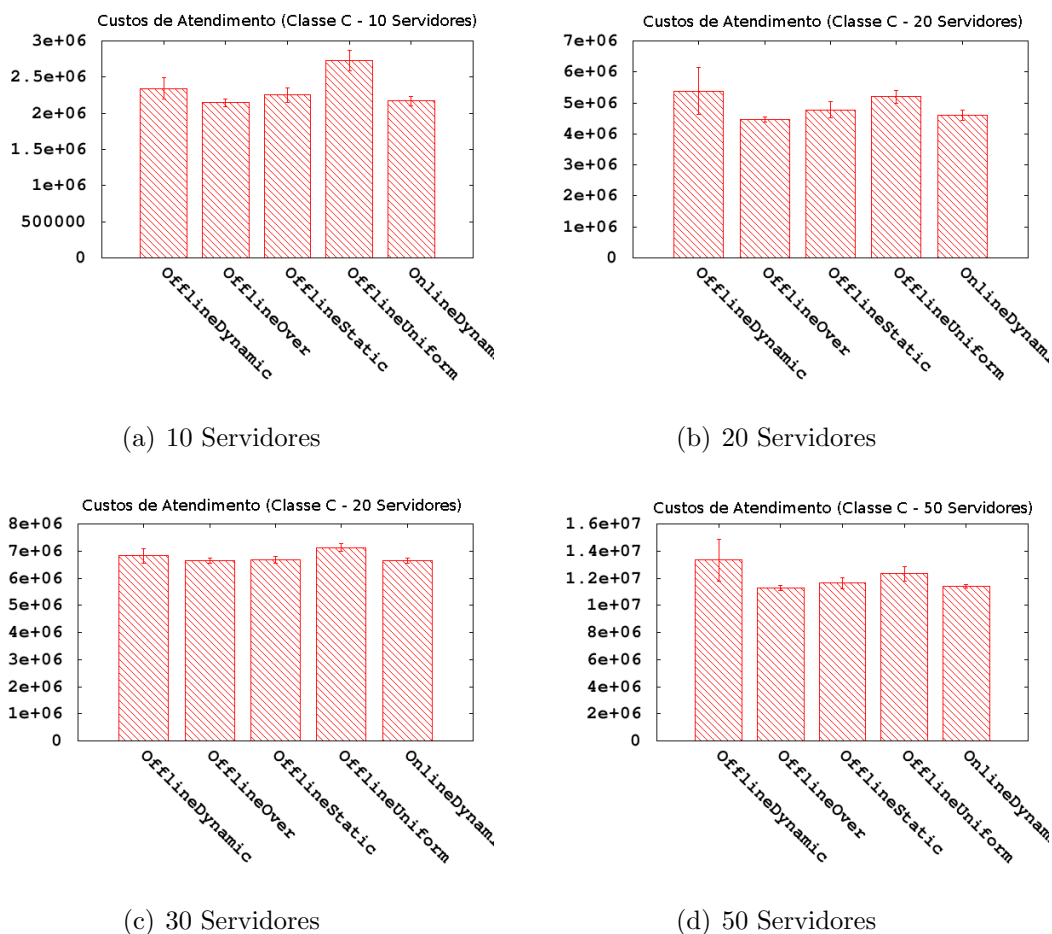 Custos de Atendimento (Classe C - 10 Servidores)
3e+06
2.5e+06
2e+06
1.5e+06
1e+06
500000
0
OfflineDynamic
OfflineOver
OfflineStatic
OfflineUniform
OnlineDynami
(a) 10 Servidores
Custos de Atendimento (Classe C - 20 Servidores)
7e+06
6e+06
5e+06
4e+06
3e+06
2e+06
1e+06
0
OfflineDynamic
OfflineOver
OfflineStatic
OfflineUniform
OnlineDynami
(b) 20 Servidores
Custos de Atendimento (Classe C - 20 Servidores)
8e+06
7e+06
6e+06
5e+06
4e+06
3e+06
2e+06
1e+06
0
OfflineDynamic
OfflineOver
OfflineStatic
OfflineUniform
OnlineDynami
(c) 30 Servidores
Custos de Atendimento (Classe C - 50 Servidores)
1.6e+07
1.4e+07
1.2e+07
1e+07
8e+06
6e+06
4e+06
2e+06
0
OfflineDynamic
OfflineOver
OfflineStatic
OfflineUniform
OnlineDynami
(d) 50 Servidores